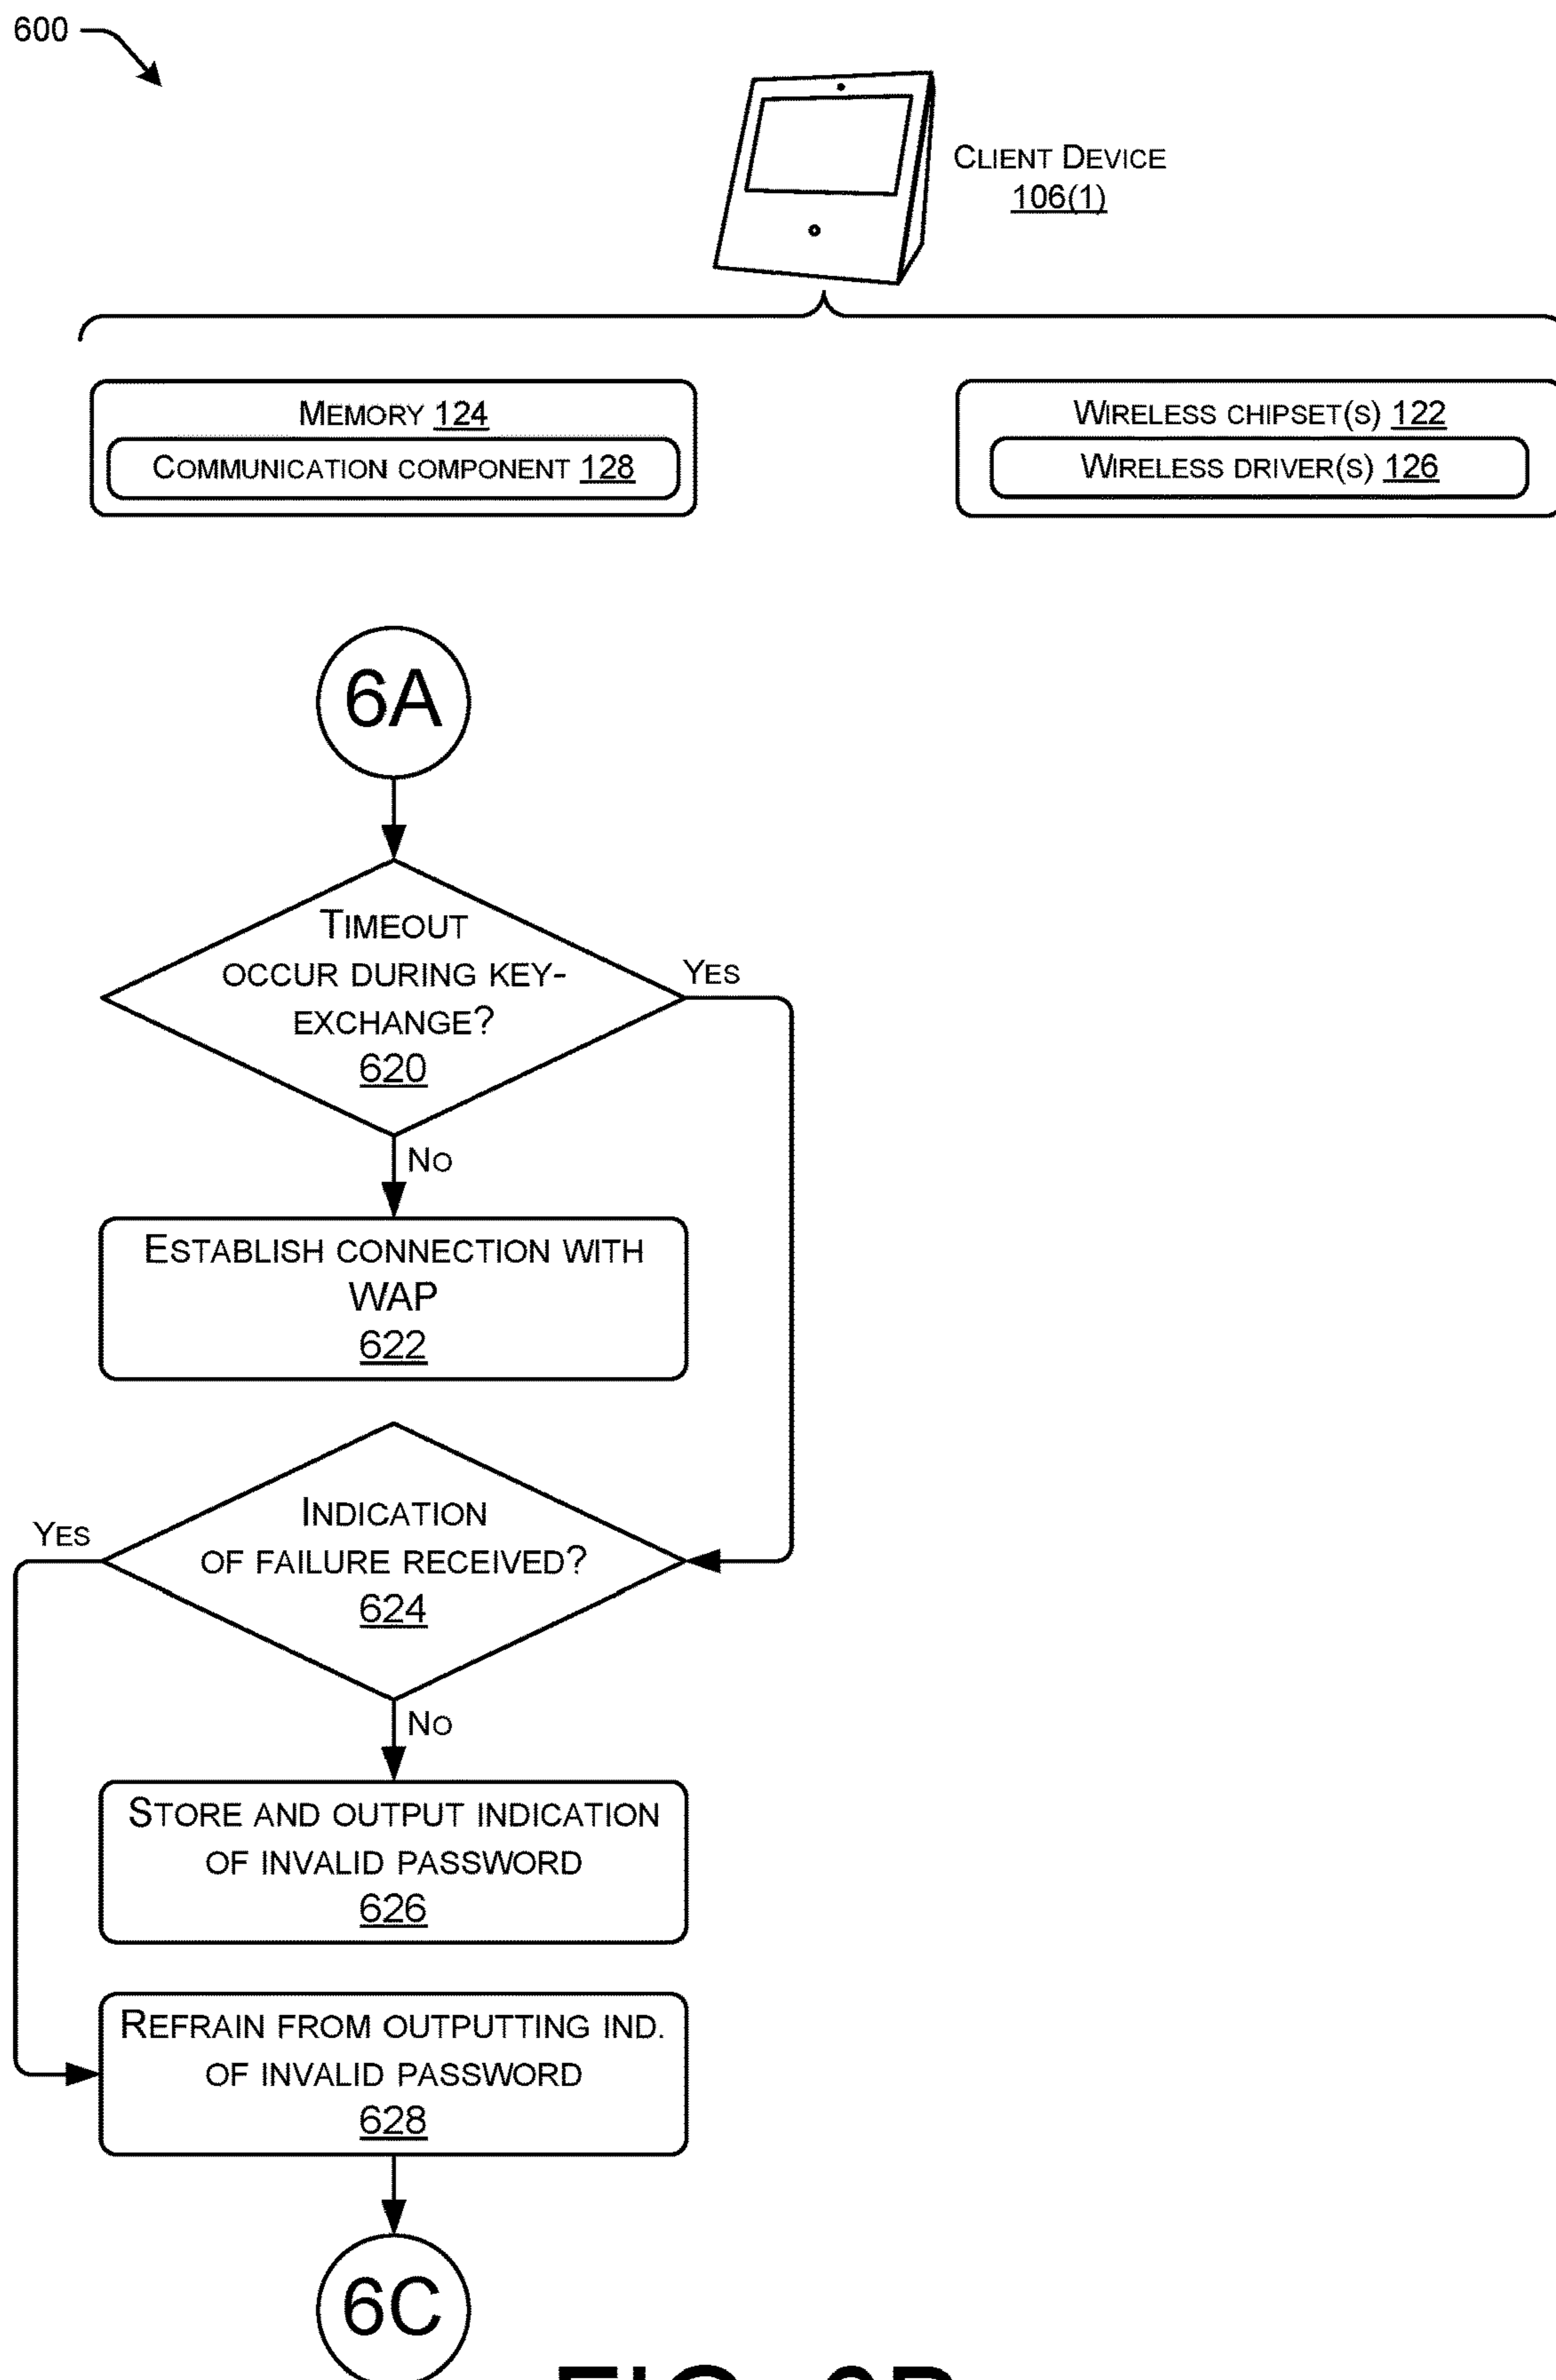 600
CLIENT DEVICE
106(1)
MEMORY 124
COMMUNICATION COMPONENT 128
WIRELESS CHIPSET(S) 122
WIRELESS DRIVER(S) 126
6A
TIMEOUT
OCCUR DURING KEY-
EXCHANGE?
620
YES
NO
ESTABLISH CONNECTION WITH
WAP
622
INDICATION
OF FAILURE RECEIVED?
624
YES
NO
STORE AND OUTPUT INDICATION
OF INVALID PASSWORD
626
REFRAIN FROM OUTPUTTING IND.
OF INVALID PASSWORD
628
6C